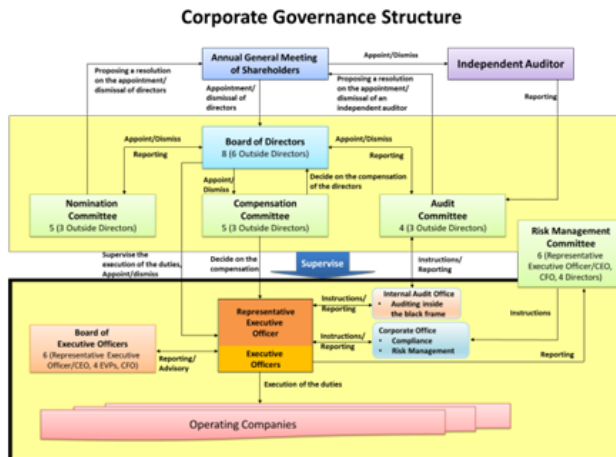 Corporate Governance Structure
Annual General Meeting
of Shareholders
Appoint/Dismiss
Independent Auditor
Proposing a resolution
on the appointment/
dismissal of directors
Appointment/
dismissal of
directors
Proposing a resolution
on the appointment/
dismissal of an
independent auditor
Reporting
Board of Directors
8 (6 Outside Directors)
Appoint/Dismiss
Reporting
Appoint/Dismiss
Reporting
Appoint/
Dismiss
Decide on the compensation
of the directors
Nomination
Committee
5 (3 Outside Directors)
Compensation
Committee
5 (3 Outside Directors)
Audit
Committee
4 (3 Outside Directors)
Risk Management
Committee
6 (Representative
Executive Officer/CEO,
CFO, 4 Directors)
Supervise the
execution of the duties,
Appoint/dismiss
Decide on the
compensation
Supervise
Instructions/
Reporting
Internal Audit Office
• Auditing inside
the black frame
Instructions/
Reporting
Representative
Executive
Officer
Executive
Officers
Instructions/
Reporting
Corporate Office
• Compliance
• Risk Management
Instructions
Reporting
Board of
Executive Officers
6 (Representative Executive
Officer/CEO, 4 EVPs, CFO)
Reporting/
Advisory
Execution of the duties
Operating Companies